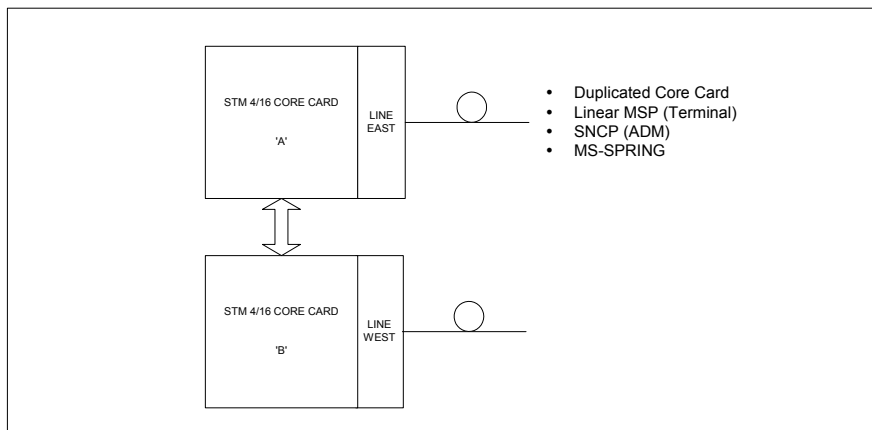 STM 4/16 CORE CARD
'A'
LINE
EAST
• Duplicated Core Card
• Linear MSP (Terminal)
• SNCP (ADM)
• MS-SPRING
STM 4/16 CORE CARD
'B'
LINE
WEST